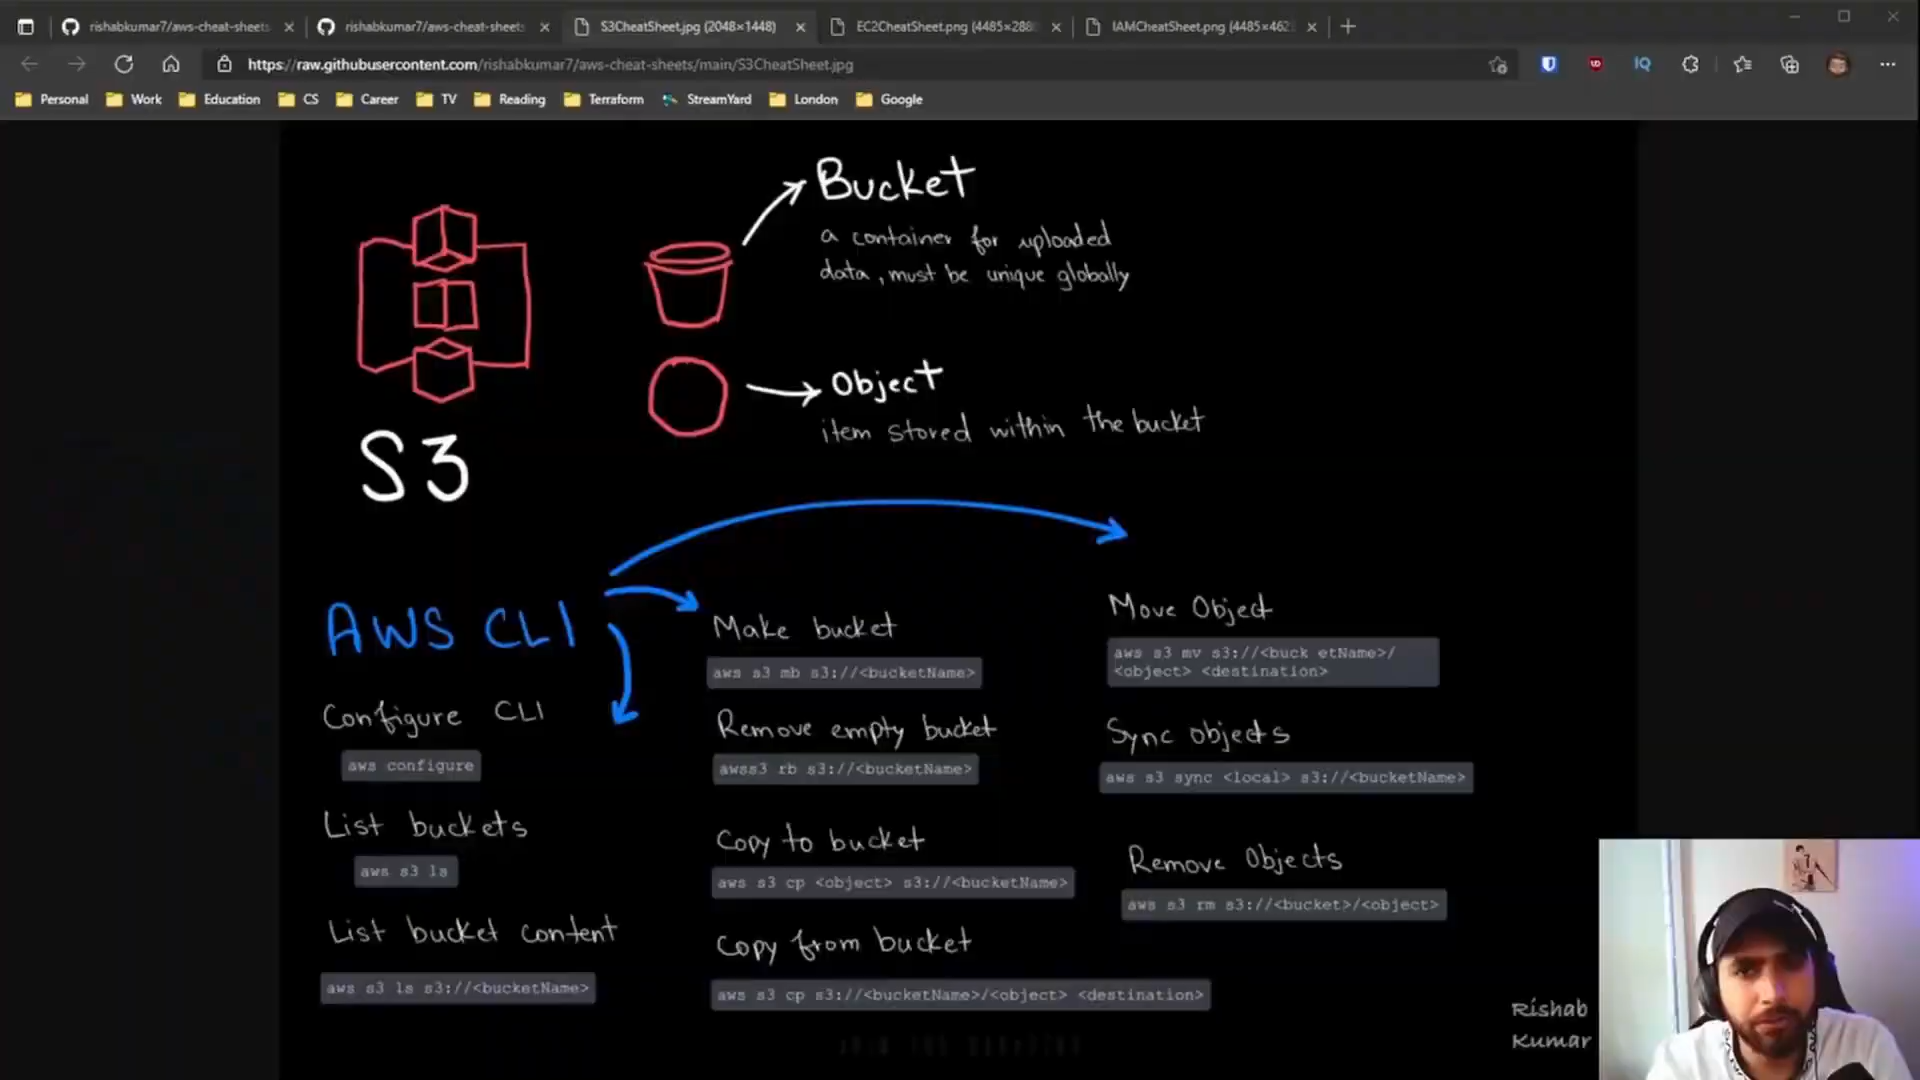 rishabkumar7/aws-cheat-sheets
rishabkumar7/aws-cheat-sheets
S3CheatSheet.jpg (2048×1448)
EC2CheatSheet.png (4485×288
IAMCheatSheet.png (4485×462
https://raw.githubusercontent.com/rishabkumar7/aws-cheat-sheets/main/S3CheatSheet.jpg
Personal
Work
Education
CS
Career
TV
Reading
Terraform
StreamYard
London
Google
Bucket
a container for uploaded
data, must be unique globally
Object
item stored within the bucket
S3
AWS CLI
Configure CLI
aws configure
List buckets
aws s3 ls
List bucket content
aws s3 ls s3://<bucketName>
Make bucket
aws s3 mb s3://<bucketName>
Remove empty bucket
awss3 rb s3://<bucketName>
Copy to bucket
aws s3 cp <object> s3://<bucketName>
Copy from bucket
aws s3 cp s3://<bucketName>/<object> <destination>
Move Object
aws s3 mv s3://<buck etName>/
<object> <destination>
Sync objects
aws s3 sync <local> s3://<bucketName>
Remove Objects
aws s3 rm s3://<bucket>/<object>
Rishab
Kumar